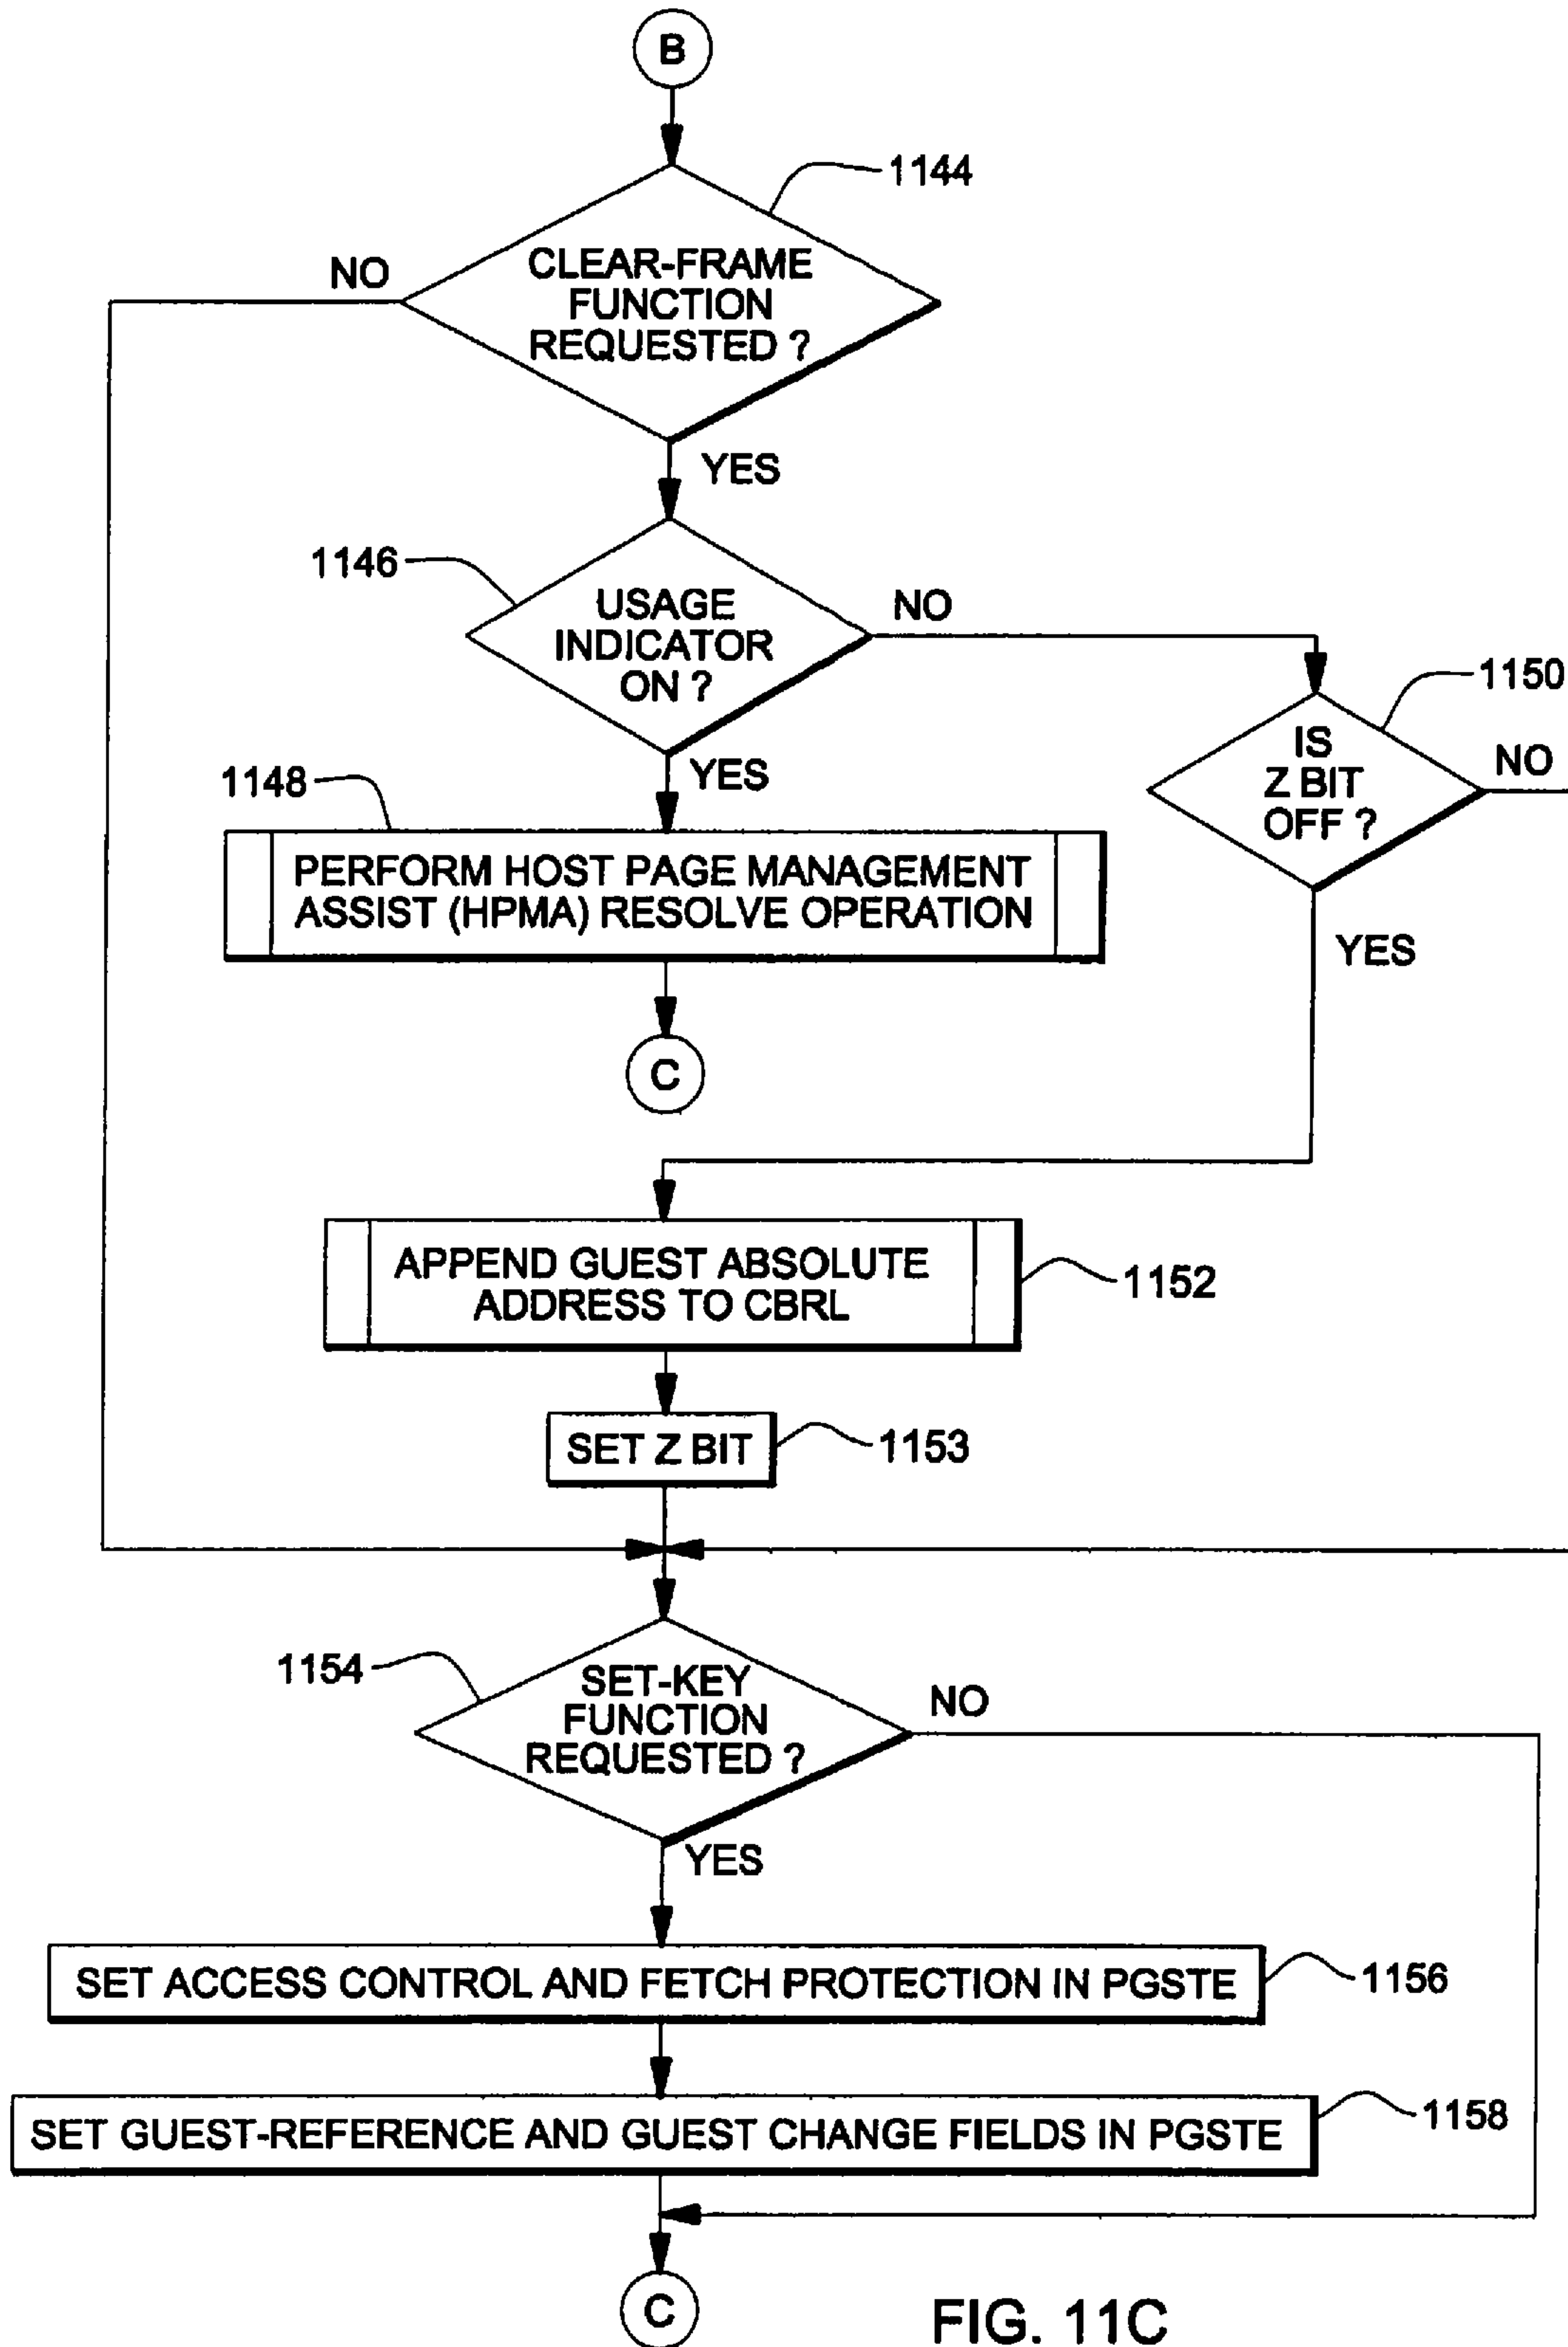 B
1144
CLEAR-FRAME
FUNCTION
REQUESTED ?
NO
YES
1146
USAGE
INDICATOR
ON ?
NO
YES
1150
IS
Z BIT
OFF ?
NO
YES
1148
PERFORM HOST PAGE MANAGEMENT
ASSIST (HPMA) RESOLVE OPERATION
C
APPEND GUEST ABSOLUTE
ADDRESS TO CBRL
1152
SET Z BIT
1153
1154
SET-KEY
FUNCTION
REQUESTED ?
NO
YES
SET ACCESS CONTROL AND FETCH PROTECTION IN PGSTE
1156
SET GUEST-REFERENCE AND GUEST CHANGE FIELDS IN PGSTE
1158
C
FIG. 11C